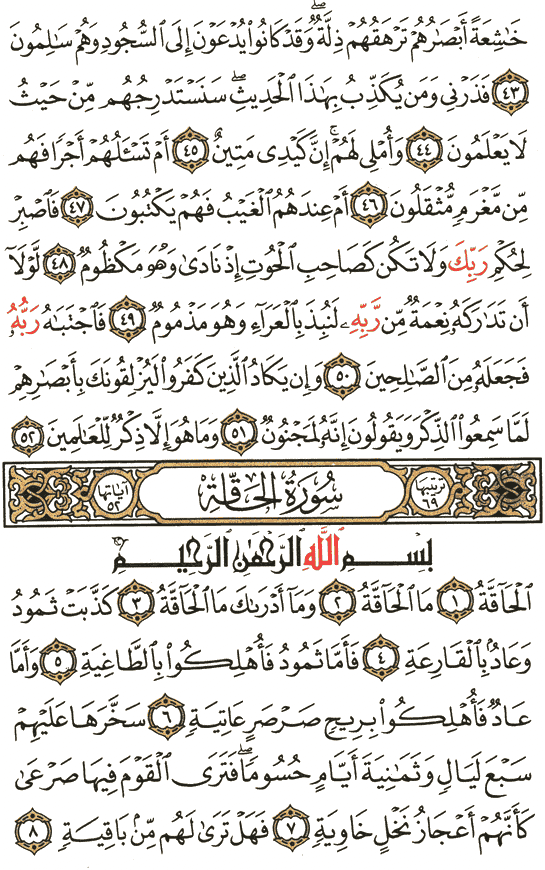 خَٰشِعَةً أَبْصَٰرُهُمْ تَرْهَقُهُمْ ذِلَّةٌۖ وَقَدْ كَانُوا۟ يُدْعَوْنَ إِلَى ٱلسُّجُودِ وَهُمْ سَٰلِمُونَ
٤٣ فَذَرْنِى وَمَن يُكَذِّبُ بِهَٰذَا ٱلْحَدِيثِۖ سَنَسْتَدْرِجُهُم مِّنْ حَيْثُ
لَا يَعْلَمُونَ ٤٤ وَأُمْلِى لَهُمْۚ إِنَّ كَيْدِى مَتِينٌ ٤٥ أَمْ تَسْـَٔلُهُمْ أَجْرًا فَهُم
مِّن مَّغْرَمٍ مُّثْقَلُونَ ٤٦ أَمْ عِندَهُمُ ٱلْغَيْبُ فَهُمْ يَكْتُبُونَ ٤٧ فَٱصْبِرْ
لِحُكْمِ رَبِّكَ وَلَا تَكُن كَصَاحِبِ ٱلْحُوتِ إِذْ نَادَىٰ وَهُوَ مَكْظُومٌ ٤٨ لَّوْلَآ
أَن تَدَٰرَكَهُۥ نِعْمَةٌ مِّن رَّبِّهِۦ لَنُبِذَ بِٱلْعَرَآءِ وَهُوَ مَذْمُومٌ ٤٩ فَٱجْتَبَٰهُ رَبُّهُۥ
فَجَعَلَهُۥ مِنَ ٱلصَّٰلِحِينَ ٥٠ وَإِن يَكَادُ ٱلَّذِينَ كَفَرُوا۟ لَيُزْلِقُونَكَ بِأَبْصَٰرِهِمْ
لَمَّا سَمِعُوا۟ ٱلذِّكْرَ وَيَقُولُونَ إِنَّهُۥ لَمَجْنُونٌ ٥١ وَمَا هُوَ إِلَّا ذِكْرٌ لِّلْعَٰلَمِينَ ٥٢
ترتيبها ٦٩ سُورَةُ الحَاقَّةِ آياتها ٥٢
بِسْمِ ٱللَّهِ ٱلرَّحْمَٰنِ ٱلرَّحِيمِ
ٱلْحَآقَّةُ ١ مَا ٱلْحَآقَّةُ ٢ وَمَآ أَدْرَىٰكَ مَا ٱلْحَآقَّةُ ٣ كَذَّبَتْ ثَمُودُ
وَعَادٌۢ بِٱلْقَارِعَةِ ٤ فَأَمَّا ثَمُودُ فَأُهْلِكُوا۟ بِٱلطَّاغِيَةِ ٥ وَأَمَّا
عَادٌ فَأُهْلِكُوا۟ بِرِيحٍ صَرْصَرٍ عَاتِيَةٍ ٦ سَخَّرَهَا عَلَيْهِمْ
سَبْعَ لَيَالٍ وَثَمَٰنِيَةَ أَيَّامٍ حُسُومًاۖ فَتَرَى ٱلْقَوْمَ فِيهَا صَرْعَىٰ
كَأَنَّهُمْ أَعْجَازُ نَخْلٍ خَاوِيَةٍ ٧ فَهَلْ تَرَىٰ لَهُم مِّنۢ بَاقِيَةٍ ٨